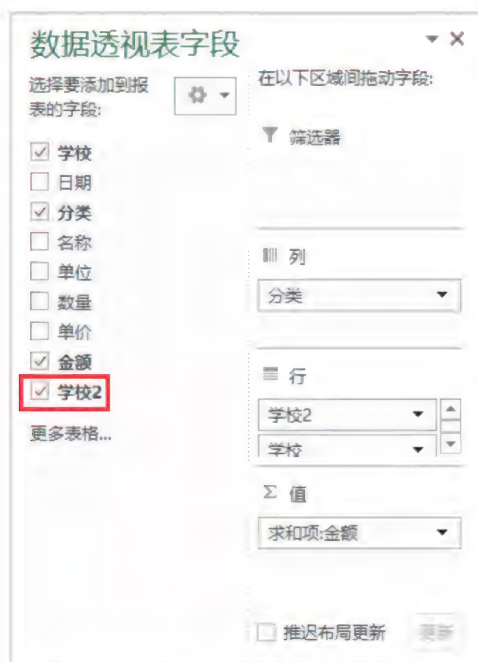 数据透视表字段
选择要添加到报
表的字段:
学校
日期
分类
名称
单位
数量
单价
金额
学校2
更多表格...
在以下区域间拖动字段:
筛选器
列
分类
行
学校2
学校
Σ 值
求和项:金额
推迟布局更新
更新